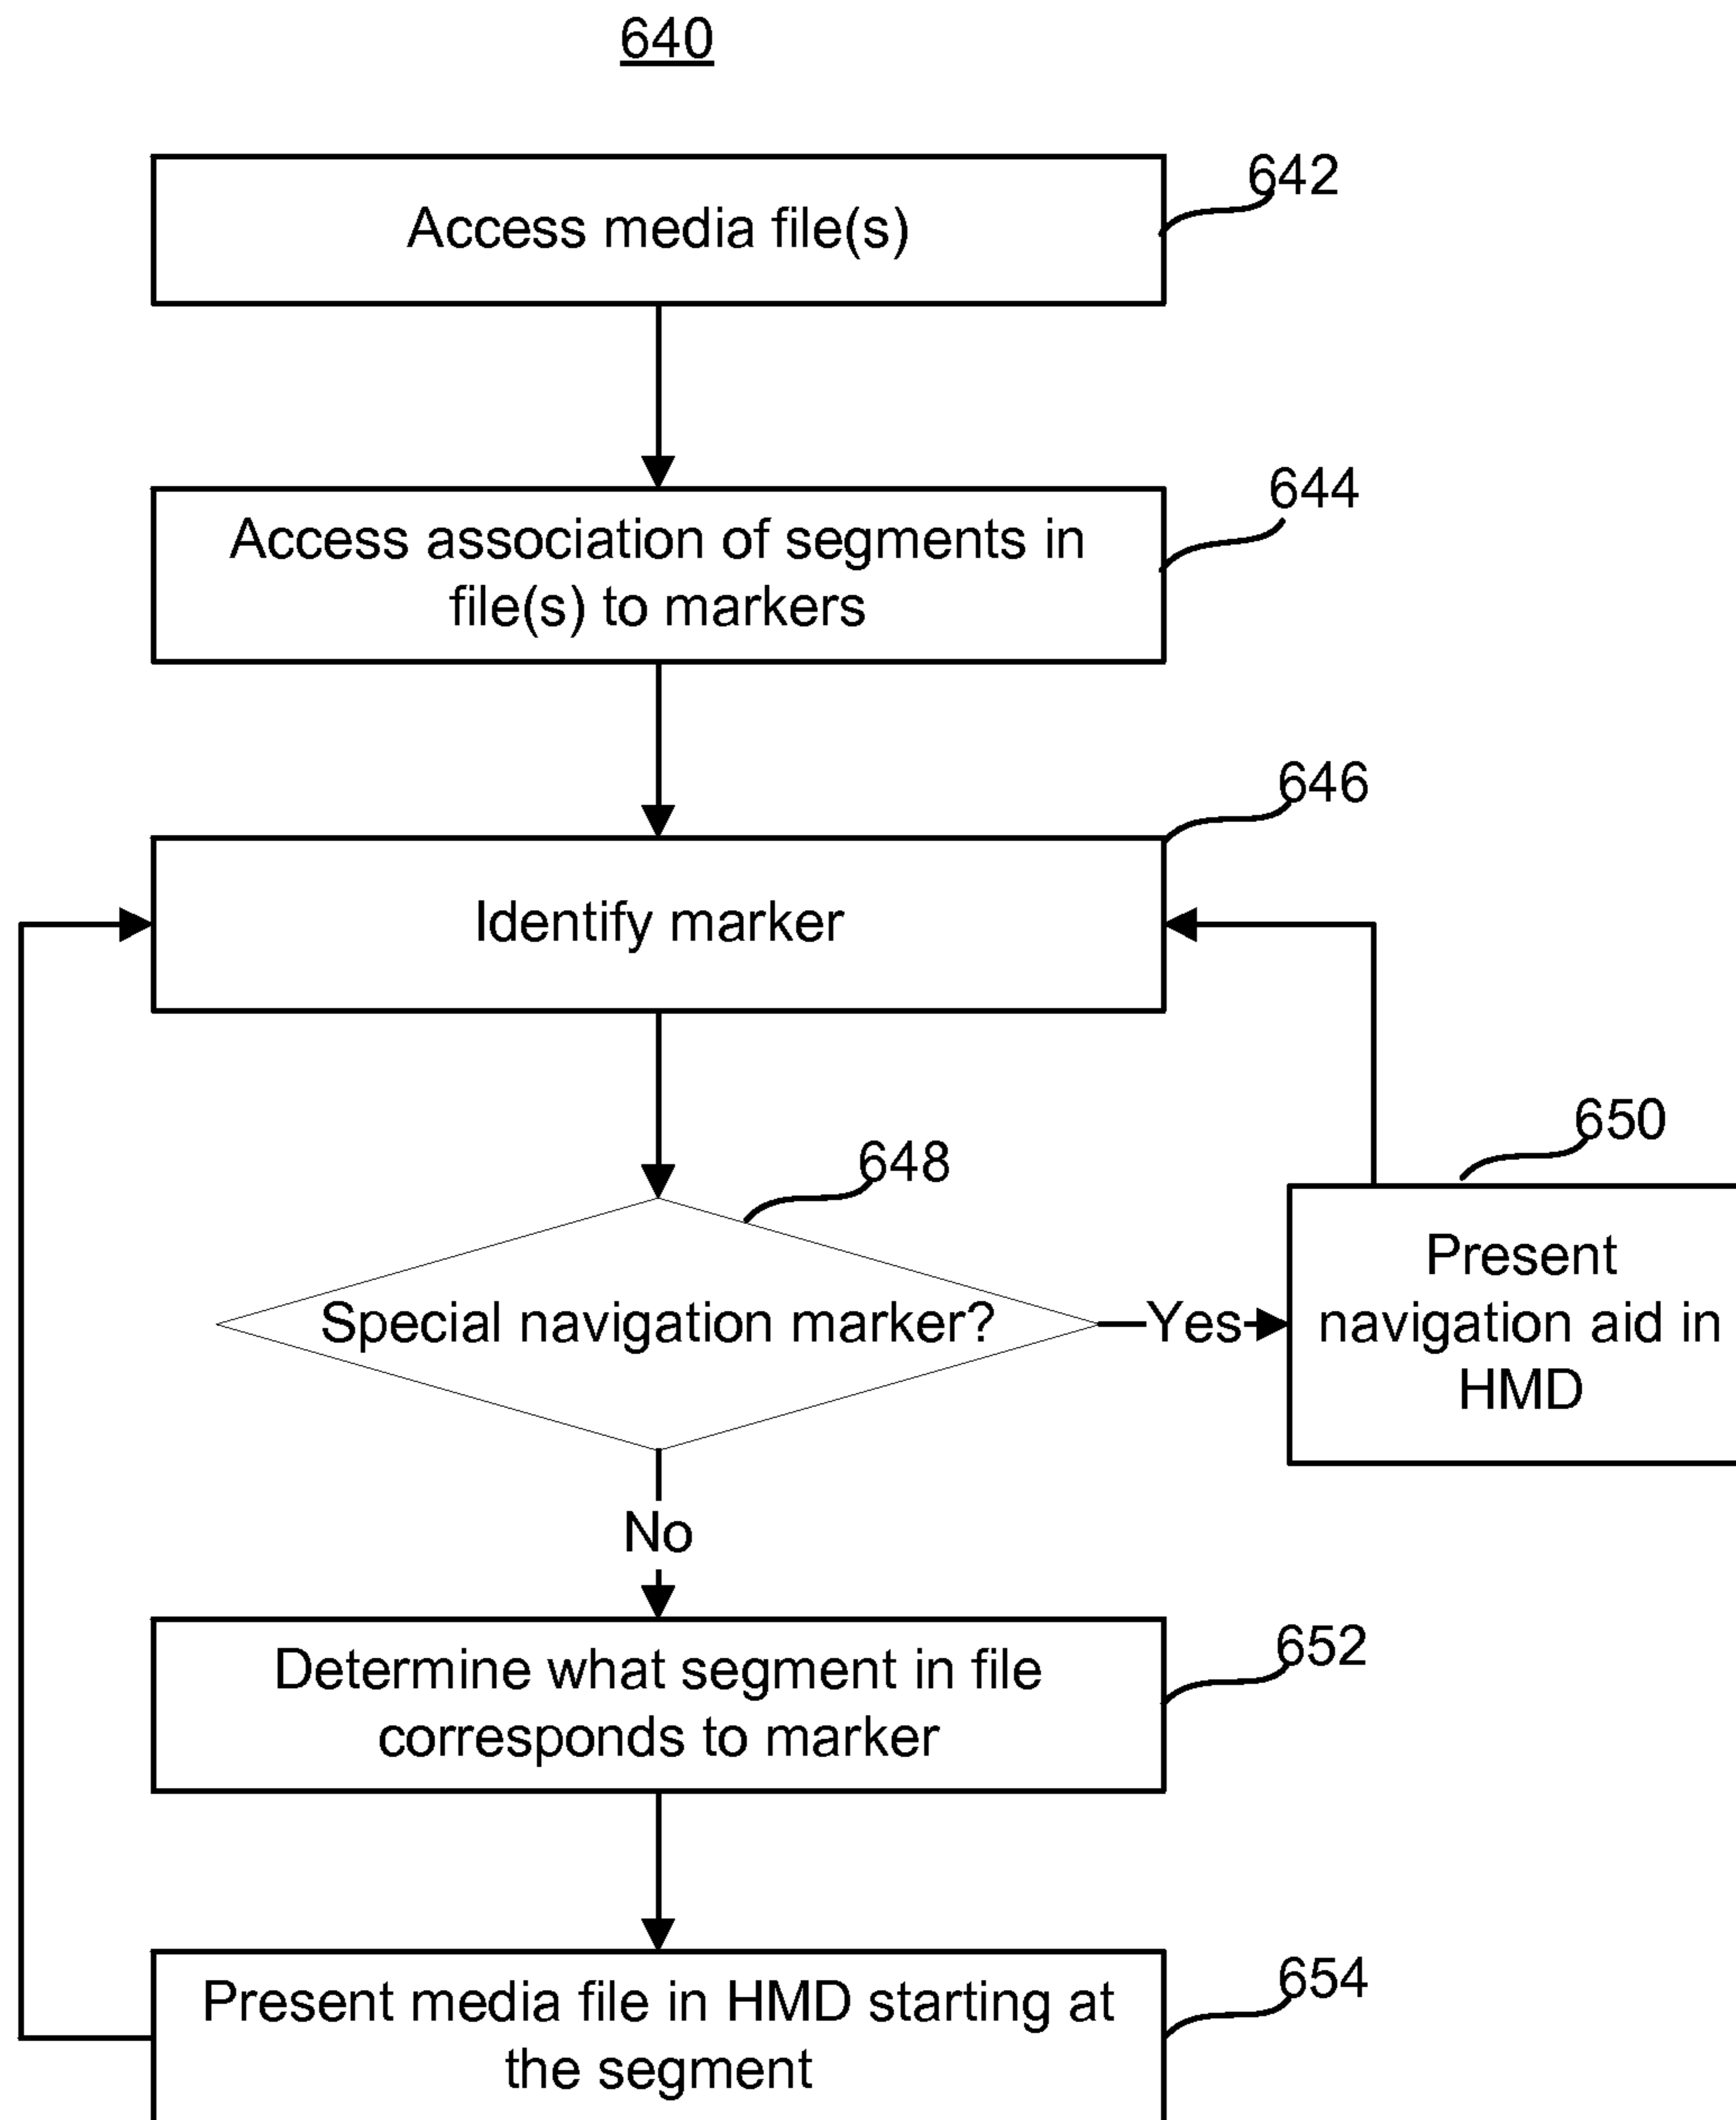 640
642
Access media file(s)
644
Access association of segments in
file(s) to markers
646
Identify marker
648
650
Special navigation marker?
Yes
Present
navigation aid in
HMD
No
652
Determine what segment in file
corresponds to marker
654
Present media file in HMD starting at
the segment